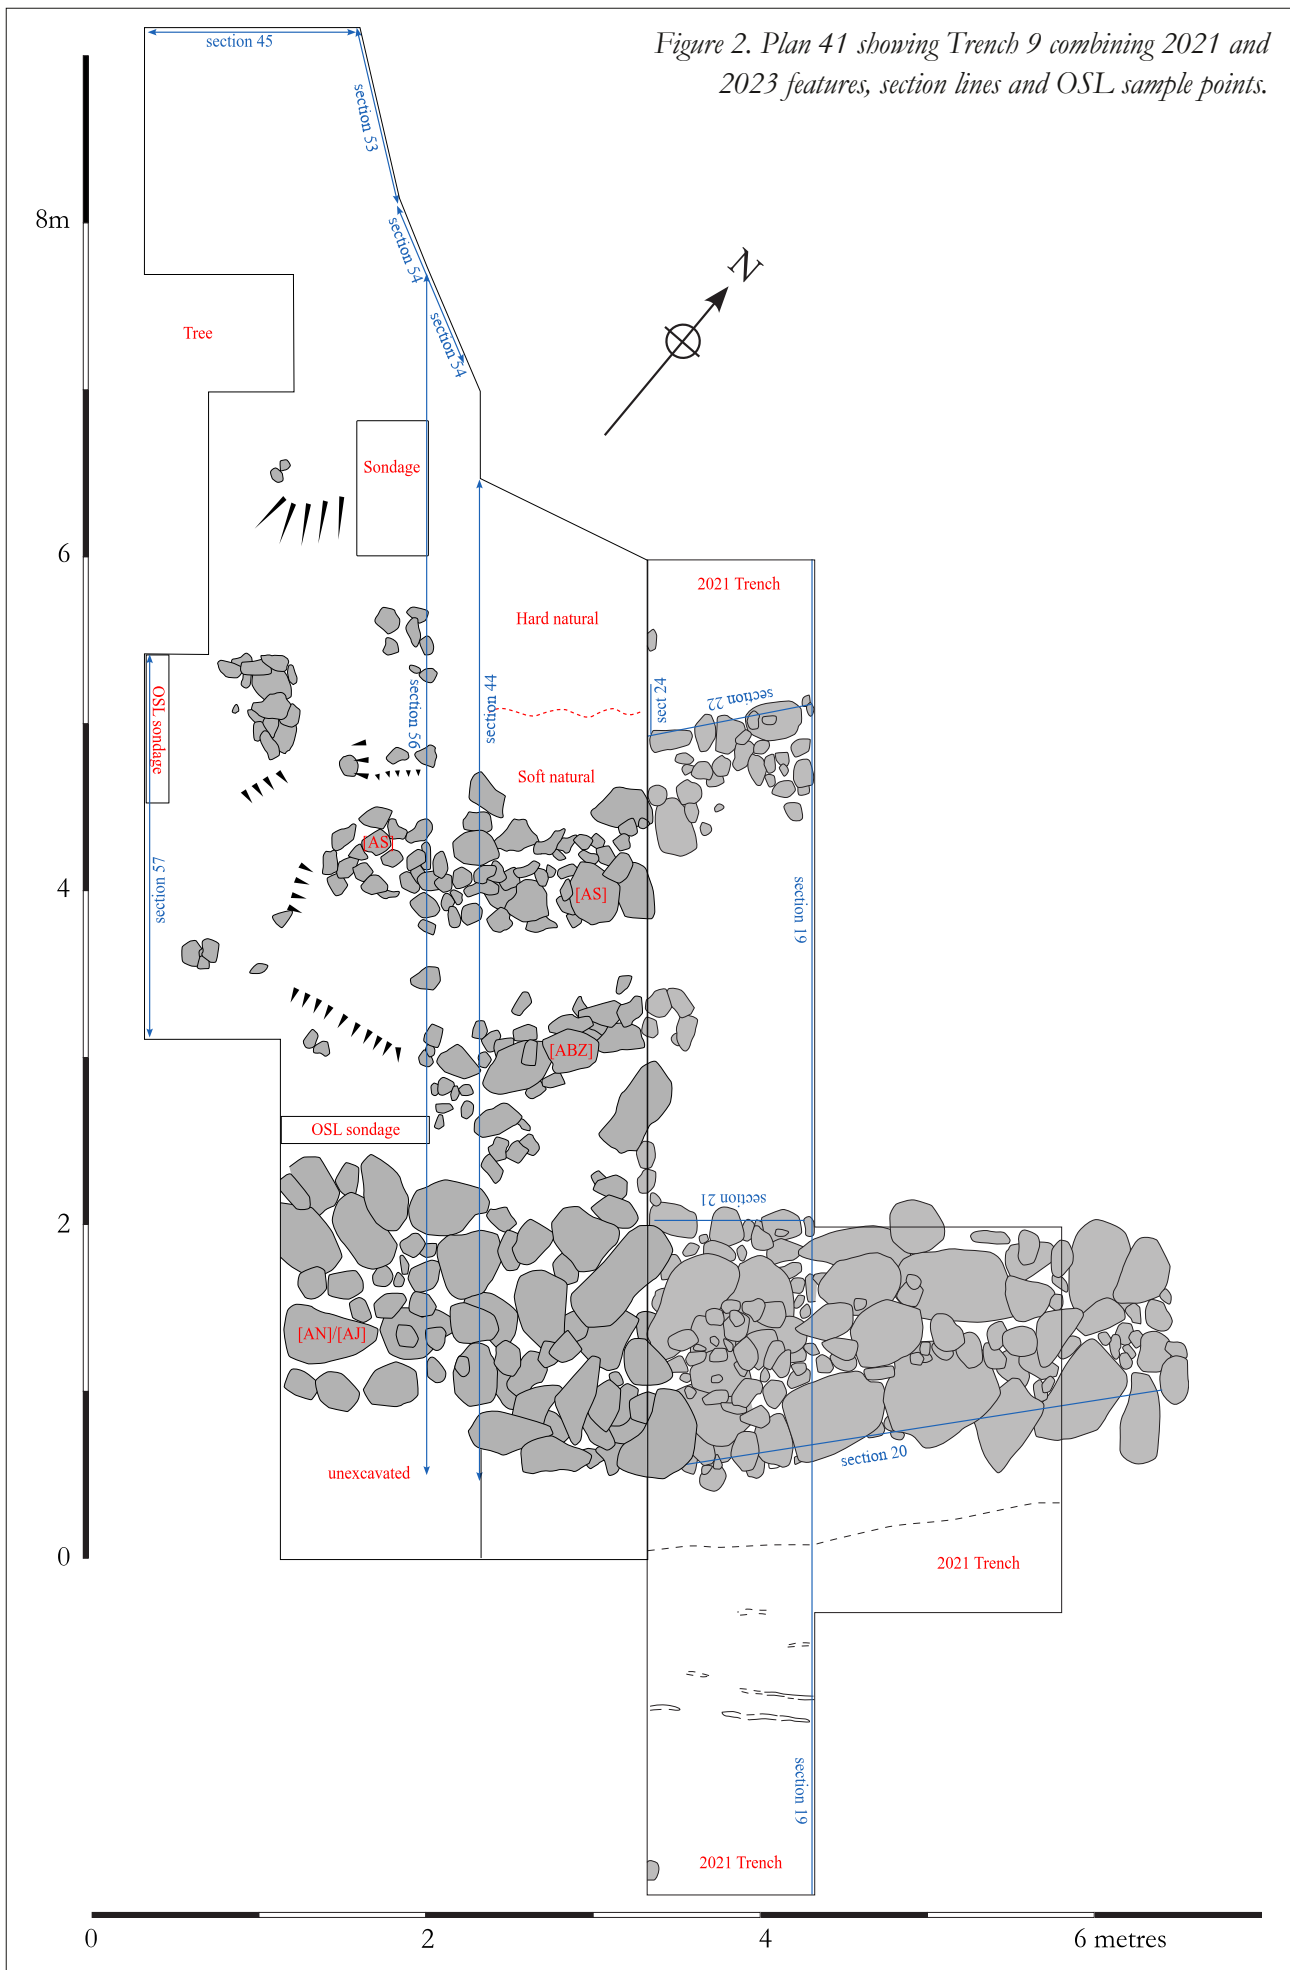 section 45
Figure 2. Plan 41 showing Trench 9 combining 2021 and
2023 features, section lines and OSL sample points.
section 53
8m
section 54
N
Tree
section 54
Sondage
6
2021 Trench
Hard natural
OSL sondage
section 56
section 44
sect 24
section 22
Soft natural
[AS]
4
[AS]
section 57
section 19
[ABZ]
OSL sondage
section 21
2
[AN]/[AJ]
section 20
unexcavated
0
2021 Trench
section 19
2021 Trench
0
2
4
6 metres